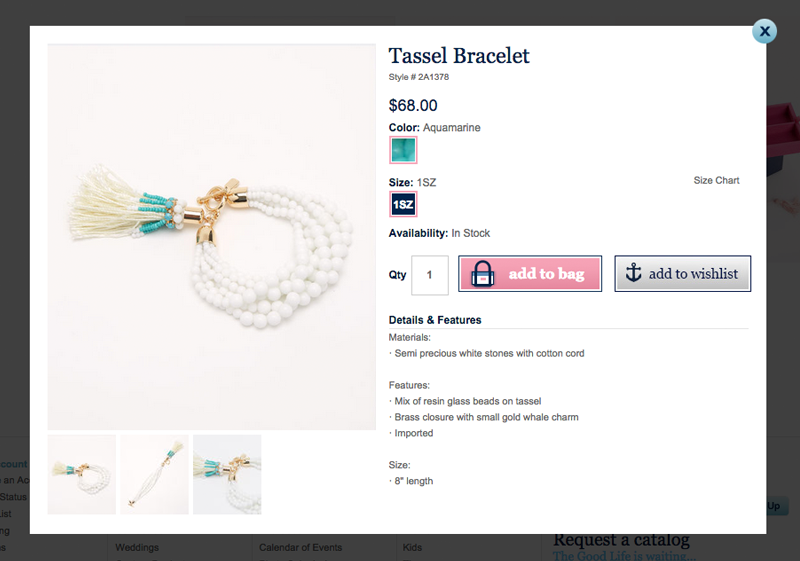 X
Tassel Bracelet
Style # 2A1378
$68.00
Color: Aquamarine
Size: 1SZ
Size Chart
1SZ
Availability: In Stock
Qty 1 add to bag add to wishlist
Details & Features
Materials:
· Semi precious white stones with cotton cord
Features:
· Mix of resin glass beads on tassel
· Brass closure with small gold whale charm
· Imported
Size:
· 8" length
count
e an Ac
Status
List
ng
s
Up
Weddings
Calendar of Events
Kids
Request a catalog
The Good Life is waiting...